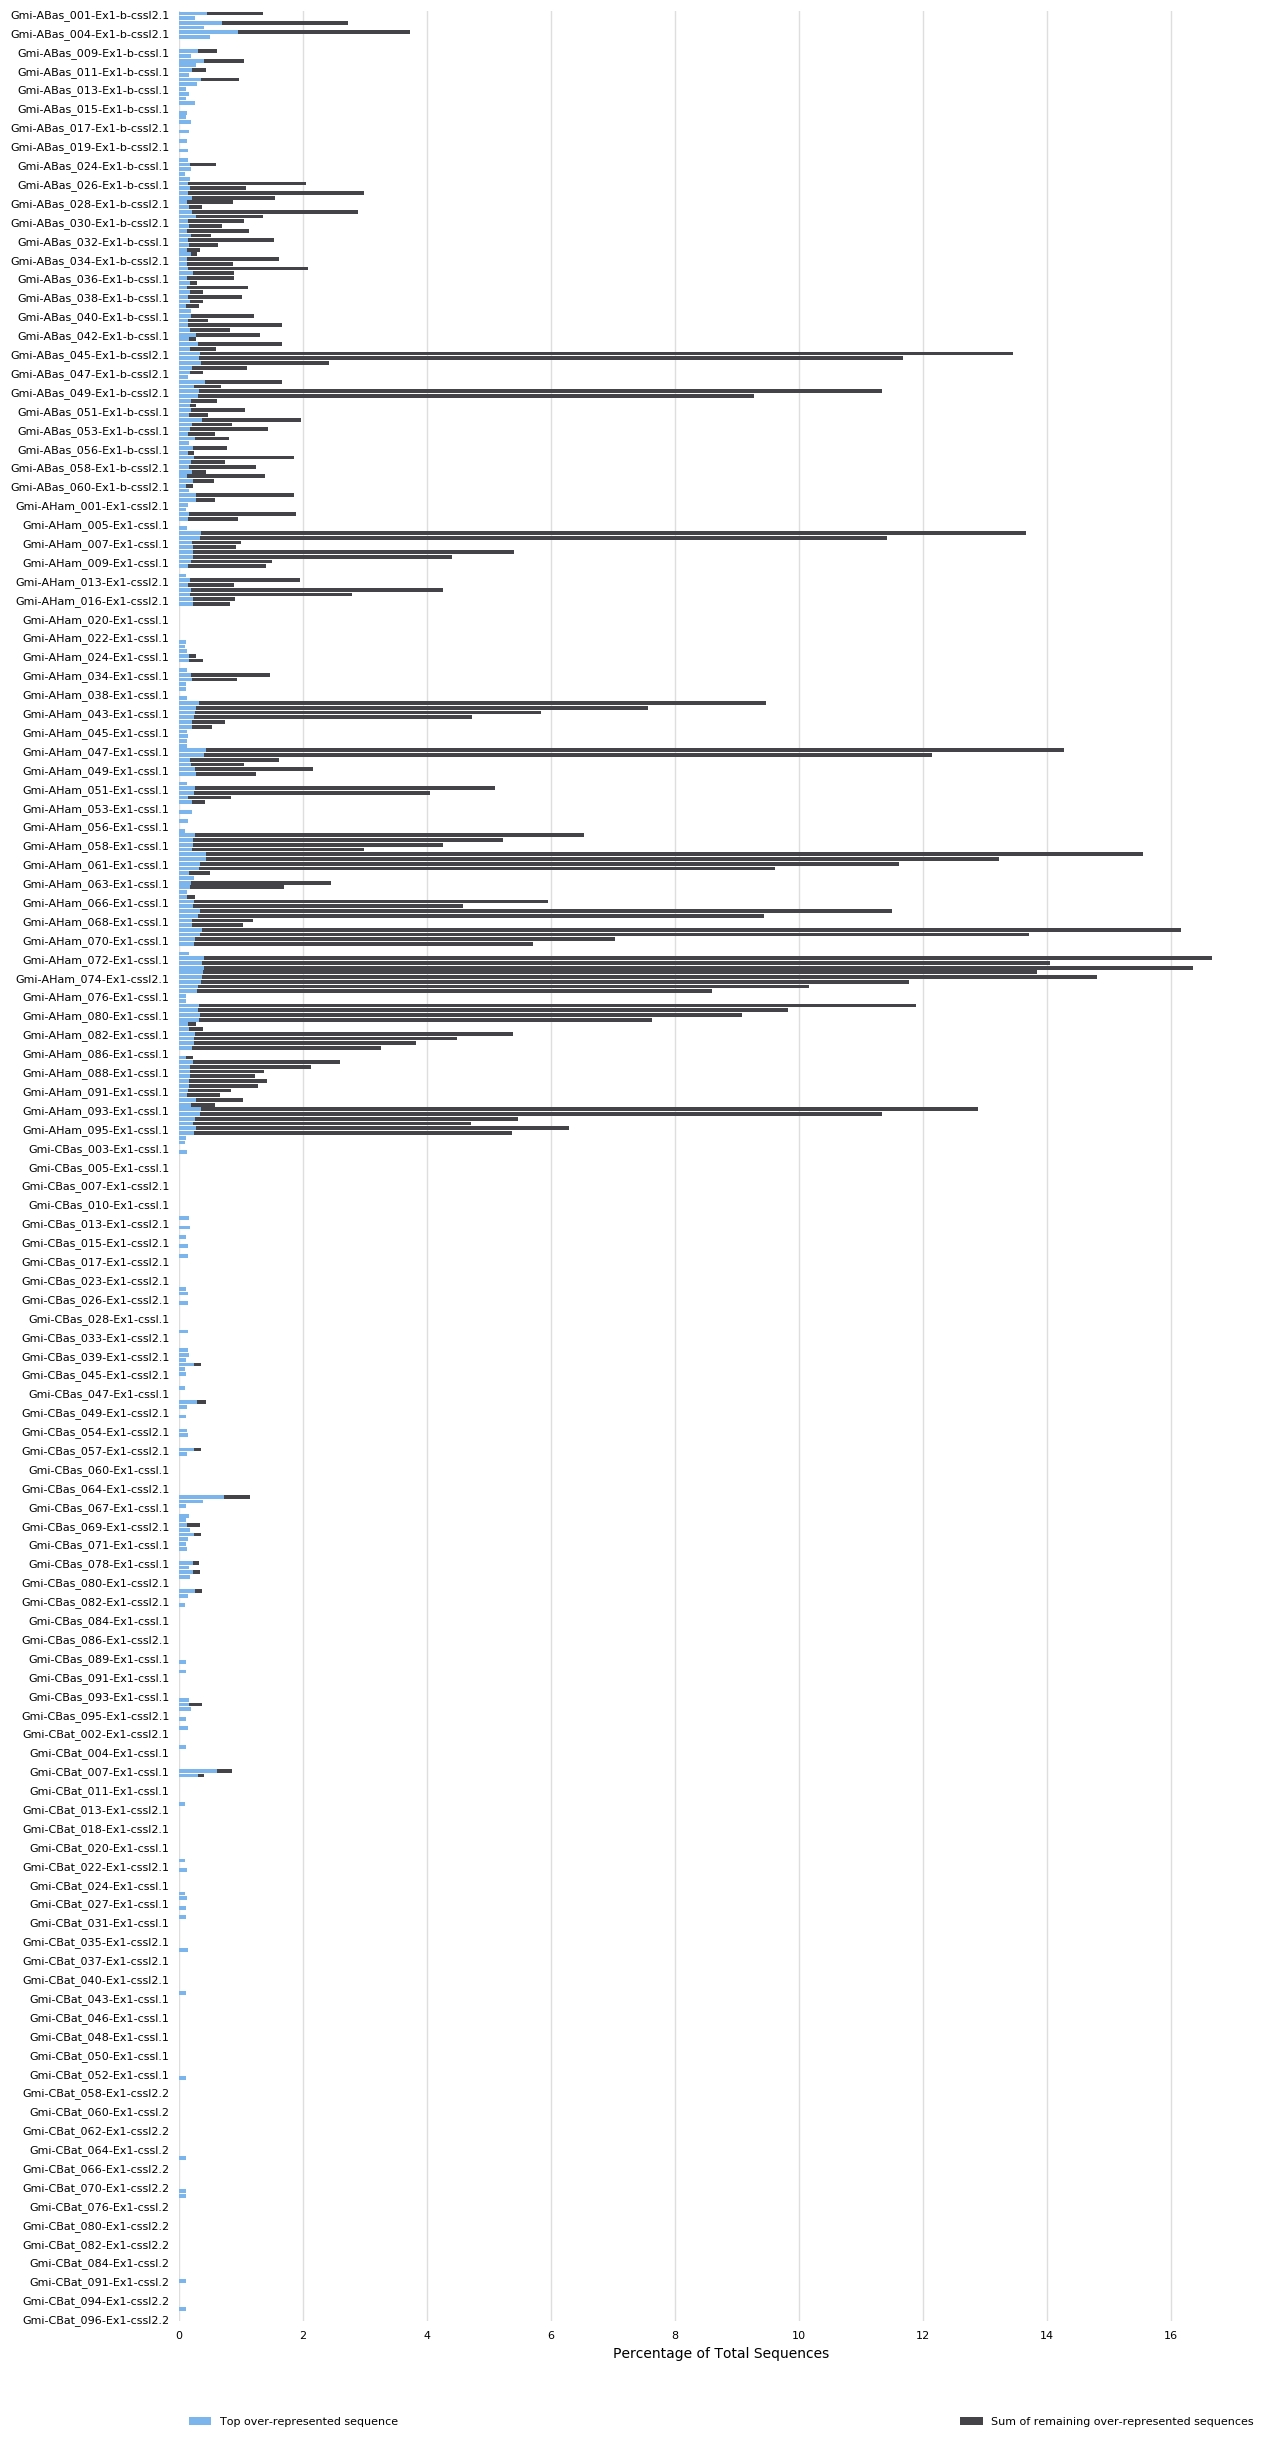 Gmi-ABas_001-Ex1-b-cssl2.1
Gmi-ABas_004-Ex1-b-cssl2.1
Gmi-ABas_009-Ex1-b-cssl.1
Gmi-ABas_011-Ex1-b-cssl.1
Gmi-ABas_013-Ex1-b-cssl.1
Gmi-ABas_015-Ex1-b-cssl.1
Gmi-ABas_017-Ex1-b-cssl2.1
Gmi-ABas_019-Ex1-b-cssl2.1
Gmi-ABas_024-Ex1-b-cssl.1
Gmi-ABas_026-Ex1-b-cssl.1
Gmi-ABas_028-Ex1-b-cssl2.1
Gmi-ABas_030-Ex1-b-cssl2.1
Gmi-ABas_032-Ex1-b-cssl.1
Gmi-ABas_034-Ex1-b-cssl2.1
Gmi-ABas_036-Ex1-b-cssl.1
Gmi-ABas_038-Ex1-b-cssl.1
Gmi-ABas_040-Ex1-b-cssl.1
Gmi-ABas_042-Ex1-b-cssl.1
Gmi-ABas_045-Ex1-b-cssl2.1
Gmi-ABas_047-Ex1-b-cssl2.1
Gmi-ABas_049-Ex1-b-cssl2.1
Gmi-ABas_051-Ex1-b-cssl.1
Gmi-ABas_053-Ex1-b-cssl.1
Gmi-ABas_056-Ex1-b-cssl.1
Gmi-ABas_058-Ex1-b-cssl2.1
Gmi-ABas_060-Ex1-b-cssl2.1
Gmi-AHam_001-Ex1-cssl2.1
Gmi-AHam_005-Ex1-cssl.1
Gmi-AHam_007-Ex1-cssl.1
Gmi-AHam_009-Ex1-cssl.1
Gmi-AHam_013-Ex1-cssl2.1
Gmi-AHam_016-Ex1-cssl2.1
Gmi-AHam_020-Ex1-cssl.1
Gmi-AHam_022-Ex1-cssl.1
Gmi-AHam_024-Ex1-cssl.1
Gmi-AHam_034-Ex1-cssl.1
Gmi-AHam_038-Ex1-cssl.1
Gmi-AHam_043-Ex1-cssl.1
Gmi-AHam_045-Ex1-cssl.1
Gmi-AHam_047-Ex1-cssl.1
Gmi-AHam_049-Ex1-cssl.1
Gmi-AHam_051-Ex1-cssl.1
Gmi-AHam_053-Ex1-cssl.1
Gmi-AHam_056-Ex1-cssl.1
Gmi-AHam_058-Ex1-cssl.1
Gmi-AHam_061-Ex1-cssl.1
Gmi-AHam_063-Ex1-cssl.1
Gmi-AHam_066-Ex1-cssl.1
Gmi-AHam_068-Ex1-cssl.1
Gmi-AHam_070-Ex1-cssl.1
Gmi-AHam_072-Ex1-cssl.1
Gmi-AHam_074-Ex1-cssl2.1
Gmi-AHam_076-Ex1-cssl.1
Gmi-AHam_080-Ex1-cssl.1
Gmi-AHam_082-Ex1-cssl.1
Gmi-AHam_086-Ex1-cssl.1
Gmi-AHam_088-Ex1-cssl.1
Gmi-AHam_091-Ex1-cssl.1
Gmi-AHam_093-Ex1-cssl.1
Gmi-AHam_095-Ex1-cssl.1
Gmi-CBas_003-Ex1-cssl.1
Gmi-CBas_005-Ex1-cssl.1
Gmi-CBas_007-Ex1-cssl2.1
Gmi-CBas_010-Ex1-cssl.1
Gmi-CBas_013-Ex1-cssl2.1
Gmi-CBas_015-Ex1-cssl2.1
Gmi-CBas_017-Ex1-cssl2.1
Gmi-CBas_023-Ex1-cssl2.1
Gmi-CBas_026-Ex1-cssl2.1
Gmi-CBas_028-Ex1-cssl.1
Gmi-CBas_033-Ex1-cssl2.1
Gmi-CBas_039-Ex1-cssl2.1
Gmi-CBas_045-Ex1-cssl2.1
Gmi-CBas_047-Ex1-cssl.1
Gmi-CBas_049-Ex1-cssl2.1
Gmi-CBas_054-Ex1-cssl2.1
Gmi-CBas_057-Ex1-cssl2.1
Gmi-CBas_060-Ex1-cssl.1
Gmi-CBas_064-Ex1-cssl2.1
Gmi-CBas_067-Ex1-cssl.1
Gmi-CBas_069-Ex1-cssl2.1
Gmi-CBas_071-Ex1-cssl.1
Gmi-CBas_078-Ex1-cssl.1
Gmi-CBas_080-Ex1-cssl2.1
Gmi-CBas_082-Ex1-cssl2.1
Gmi-CBas_084-Ex1-cssl.1
Gmi-CBas_086-Ex1-cssl2.1
Gmi-CBas_089-Ex1-cssl.1
Gmi-CBas_091-Ex1-cssl.1
Gmi-CBas_093-Ex1-cssl.1
Gmi-CBas_095-Ex1-cssl2.1
Gmi-CBat_002-Ex1-cssl2.1
Gmi-CBat_004-Ex1-cssl.1
Gmi-CBat_007-Ex1-cssl.1
Gmi-CBat_011-Ex1-cssl.1
Gmi-CBat_013-Ex1-cssl2.1
Gmi-CBat_018-Ex1-cssl2.1
Gmi-CBat_020-Ex1-cssl.1
Gmi-CBat_022-Ex1-cssl2.1
Gmi-CBat_024-Ex1-cssl.1
Gmi-CBat_027-Ex1-cssl.1
Gmi-CBat_031-Ex1-cssl.1
Gmi-CBat_035-Ex1-cssl2.1
Gmi-CBat_037-Ex1-cssl2.1
Gmi-CBat_040-Ex1-cssl2.1
Gmi-CBat_043-Ex1-cssl.1
Gmi-CBat_046-Ex1-cssl.1
Gmi-CBat_048-Ex1-cssl.1
Gmi-CBat_050-Ex1-cssl.1
Gmi-CBat_052-Ex1-cssl.1
Gmi-CBat_058-Ex1-cssl2.2
Gmi-CBat_060-Ex1-cssl.2
Gmi-CBat_062-Ex1-cssl2.2
Gmi-CBat_064-Ex1-cssl.2
Gmi-CBat_066-Ex1-cssl2.2
Gmi-CBat_070-Ex1-cssl2.2
Gmi-CBat_076-Ex1-cssl.2
Gmi-CBat_080-Ex1-cssl2.2
Gmi-CBat_082-Ex1-cssl2.2
Gmi-CBat_084-Ex1-cssl.2
Gmi-CBat_091-Ex1-cssl.2
Gmi-CBat_094-Ex1-cssl2.2
Gmi-CBat_096-Ex1-cssl2.2
0 2 4 6 8 10 12 14 16
Percentage of Total Sequences
Top over-represented sequence
Sum of remaining over-represented sequences